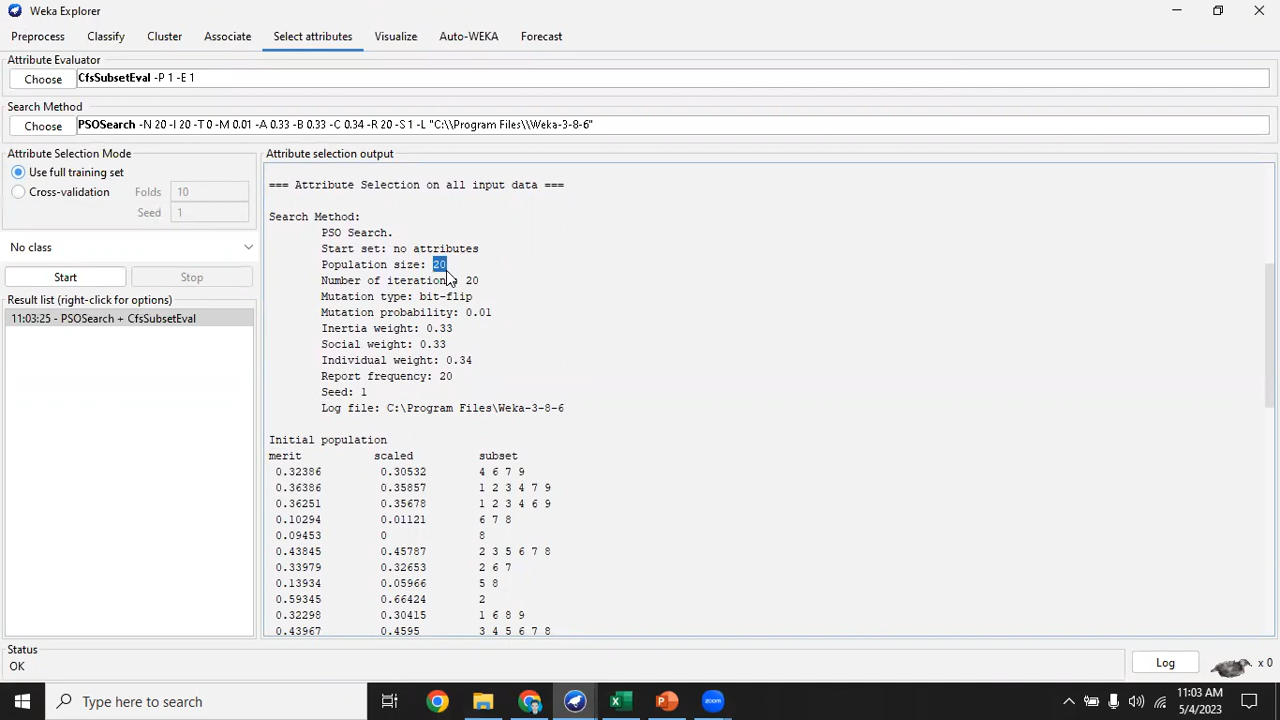 Weka Explorer
Preprocess Classify Cluster Associate Select attributes Visualize Auto-WEKA Forecast
Attribute Evaluator
Choose CfsSubsetEval -P 1 -E 1
Search Method
Choose PSOSearch -N 20 -I 20 -T 0 -M 0.01 -A 0.33 -B 0.33 -C 0.34 -R 20 -S 1 -L "C:\\Program Files\\Weka-3-8-6"
Attribute Selection Mode
Use full training set
Cross-validation Folds 10
Seed 1
No class
Start Stop
Result list (right-click for options)
11:03:25 - PSOSearch + CfsSubsetEval
Attribute selection output
=== Attribute Selection on all input data ===
Search Method:
PSO Search.
Start set: no attributes
Population size: 20
Number of iteration 20
Mutation type: bit-flip
Mutation probability: 0.01
Inertia weight: 0.33
Social weight: 0.33
Individual weight: 0.34
Report frequency: 20
Seed: 1
Log file: C:\Program Files\Weka-3-8-6
Initial population
merit scaled subset
0.32386 0.30532 4 6 7 9
0.36386 0.35857 1 2 3 4 7 9
0.36251 0.35678 1 2 3 4 6 9
0.10294 0.01121 6 7 8
0.09453 0 8
0.43845 0.45787 2 3 5 6 7 8
0.33979 0.32653 2 6 7
0.13934 0.05966 5 8
0.59345 0.66424 2
0.32298 0.30415 1 6 8 9
0.43967 0.4595 3 4 5 6 7 8
Status
OK
Log x 0
Type here to search
zoom
11:03 AM
5/4/2023